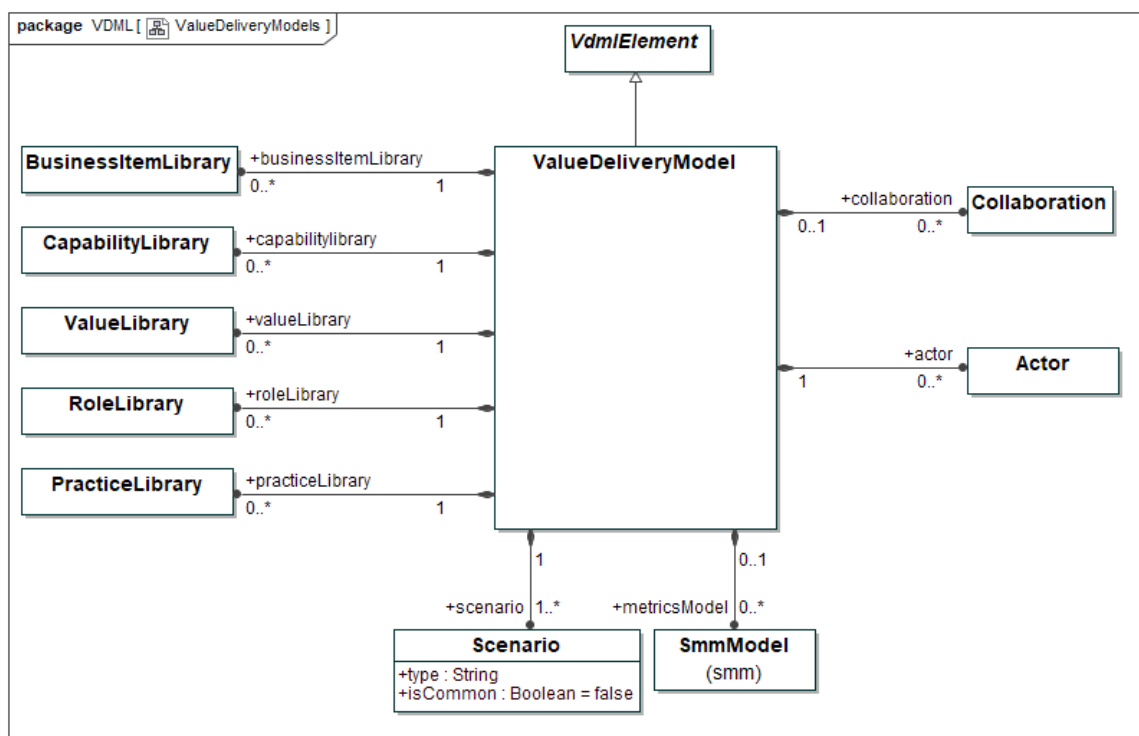 package VDML [ ValueDeliveryModels ]
VdmlElement
BusinessItemLibrary
+businessItemLibrary
0..*
1
ValueDeliveryModel
+collaboration
0..1
0..*
Collaboration
CapabilityLibrary
+capabilitylibrary
0..*
1
ValueLibrary
+valueLibrary
0..*
1
+actor
1
0..*
Actor
RoleLibrary
+roleLibrary
0..*
1
PracticeLibrary
+practiceLibrary
0..*
1
1
0..1
+scenario
1..*
+metricsModel
0..*
Scenario
+type : String
+isCommon : Boolean = false
SmmModel
(smm)